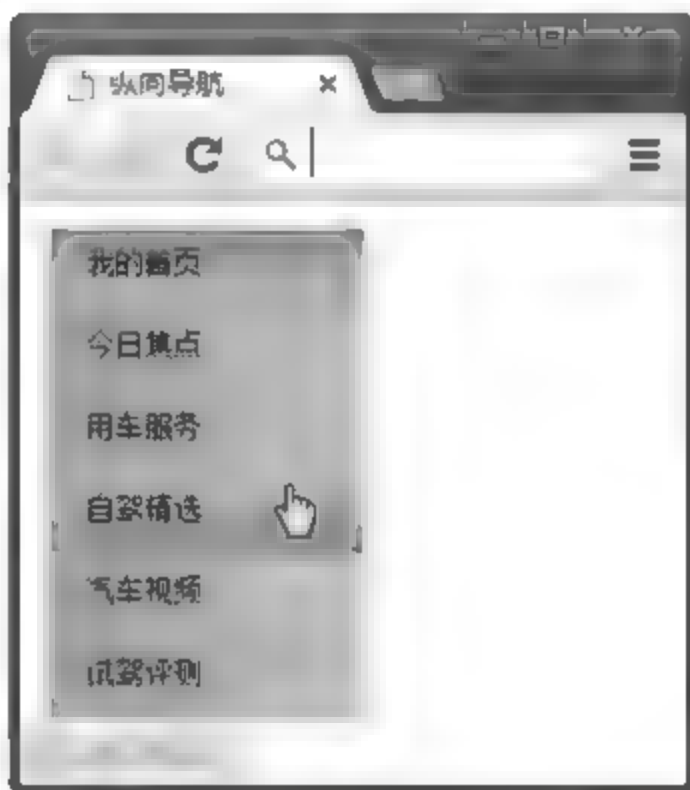 纵向导航
我的首页
今日焦点
用车服务
自驾精选
汽车视频
试驾评测